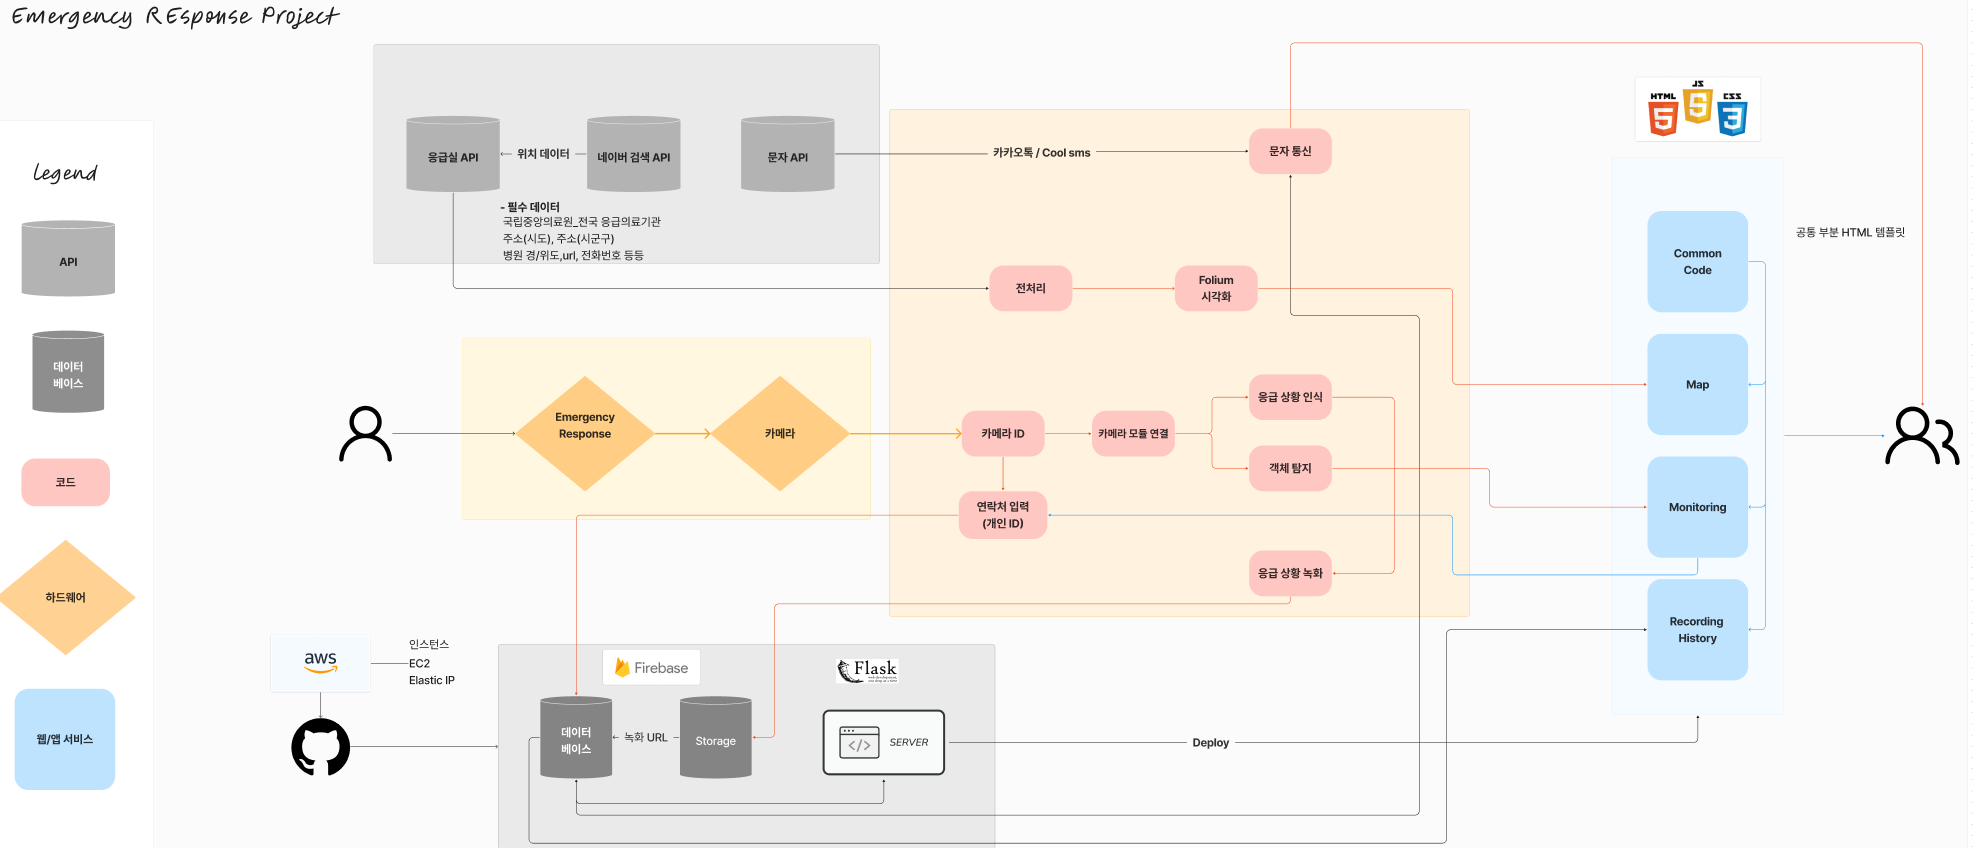 Emergency REsponse Project
legend
API
데이터
베이스
코드
하드웨어
웹/앱 서비스
응급실 API
위치 데이터
네이버 검색 API
문자 API
- 필수 데이터
국립중앙의료원_전국 응급의료기관
주소(시도), 주소(시군구)
병원 경/위도,url, 전화번호 등등
카카오톡 / Cool sms
문자 통신
전처리
Folium
시각화
Emergency
Response
카메라
카메라 ID
카메라 모듈 연결
응급 상황 인식
객체 탐지
연락처 입력
(개인 ID)
응급 상황 녹화
HTML
JS
CSS
5
5
3
공통 부분 HTML 템플릿
Common
Code
Map
Monitoring
Recording
History
aws
인스턴스
EC2
Elastic IP
Firebase
Flask
데이터
베이스
녹화 URL
Storage
</>
SERVER
Deploy